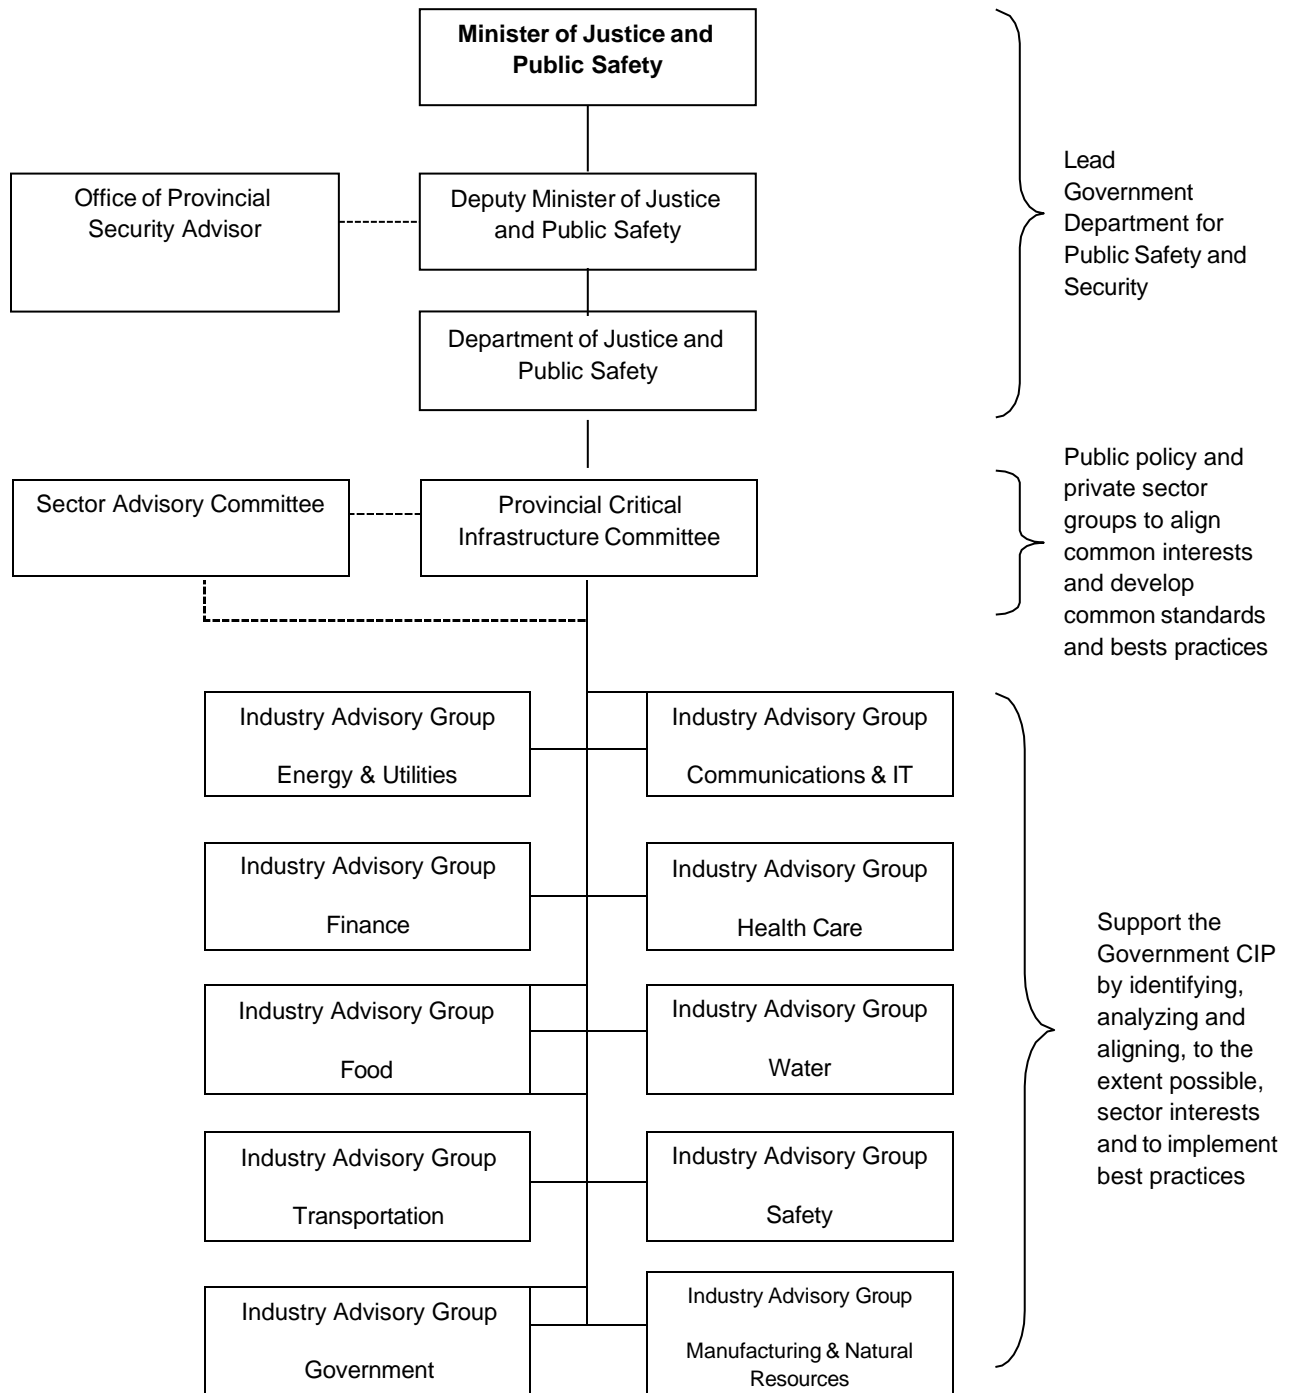 Minister of Justice and
Public Safety
Lead
Government
Department for
Public Safety and
Security
Office of Provincial
Security Advisor
Deputy Minister of Justice
and Public Safety
Department of Justice and
Public Safety
Public policy and
private sector
groups to align
common interests
and develop
common standards
and bests practices
Sector Advisory Committee
Provincial Critical
Infrastructure Committee
Industry Advisory Group
Energy & Utilities
Industry Advisory Group
Communications & IT
Industry Advisory Group
Finance
Industry Advisory Group
Health Care
Support the
Government CIP
by identifying,
analyzing and
aligning, to the
extent possible,
sector interests
and to implement
best practices
Industry Advisory Group
Food
Industry Advisory Group
Water
Industry Advisory Group
Transportation
Industry Advisory Group
Safety
Industry Advisory Group
Government
Industry Advisory Group
Manufacturing & Natural
Resources